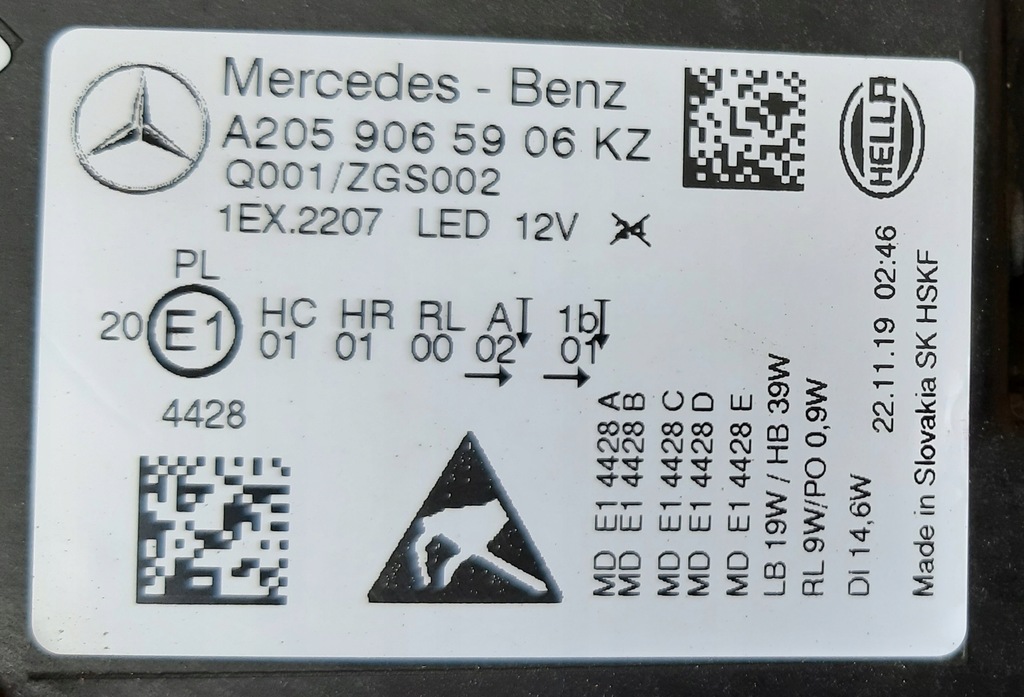 Mercedes - Benz
A205 906 59 06 KZ
Q001/ZGS002
1EX.2207 LED 12V
HELLA
PL
20 E1 HC HR RL A 1b
01 01 00 02 01
4428
MD E1 4428 A
MD E1 4428 B
MD E1 4428 C
MD E1 4428 D
MD E1 4428 E
LB 19W / HB 39W
RL 9W/PO 0,9W
DI 14,6W
22.11.19 02:46
Made in Slovakia SK HSKF